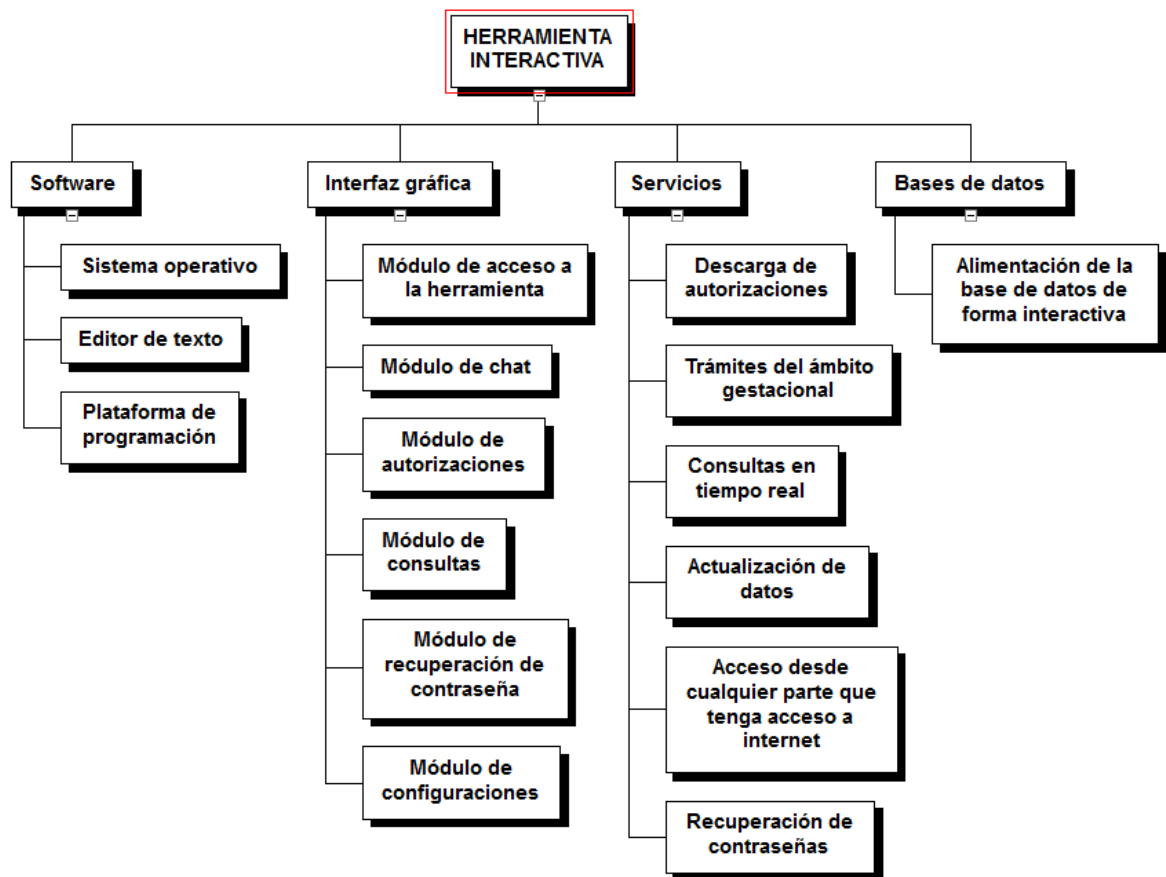 HERRAMIENTA
INTERACTIVA
Software
Sistema operativo
Editor de texto
Plataforma de
programación
Interfaz gráfica
Módulo de acceso a
la herramienta
Módulo de chat
Módulo de
autorizaciones
Módulo de
consultas
Módulo de
recuperación de
contraseña
Módulo de
configuraciones
Servicios
Descarga de
autorizaciones
Trámites del ámbito
gestacional
Consultas en
tiempo real
Actualización de
datos
Acceso desde
cualquier parte que
tenga acceso a
internet
Recuperación de
contraseñas
Bases de datos
Alimentación de la
base de datos de
forma interactiva